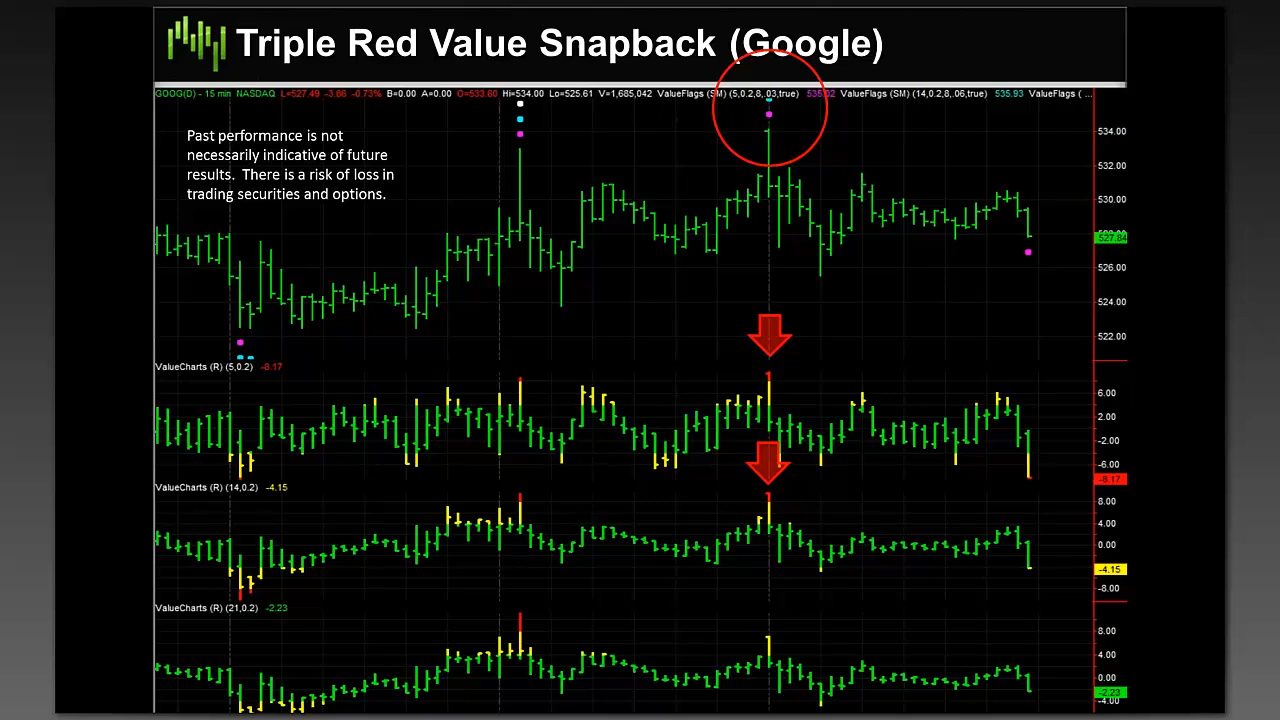 Triple Red Value Snapback (Google)
GOOG(D) - 15 min NASDAQ L=527.49 -3.86 -0.73% B=0.00 A=0.00 O=533.60 Hi=534.00 Lo=525.61 V=1,685,042 ValueFlags (SM) (5,0.2,8,.03,true) 535.02 ValueFlags (SM) (14,0.2,8,.06,true) 535.93 ValueFlags ( ...
Past performance is not
necessarily indicative of future
results. There is a risk of loss in
trading securities and options.
534.00
532.00
530.00
527.84
526.00
524.00
522.00
ValueCharts (R) (5,0.2) -8.17
6.00
2.00
-2.00
-6.00
-8.17
ValueCharts (R) (14,0.2) -4.15
8.00
4.00
0.00
-4.15
-8.00
ValueCharts (R) (21,0.2) -2.23
8.00
4.00
0.00
-2.23
-4.00